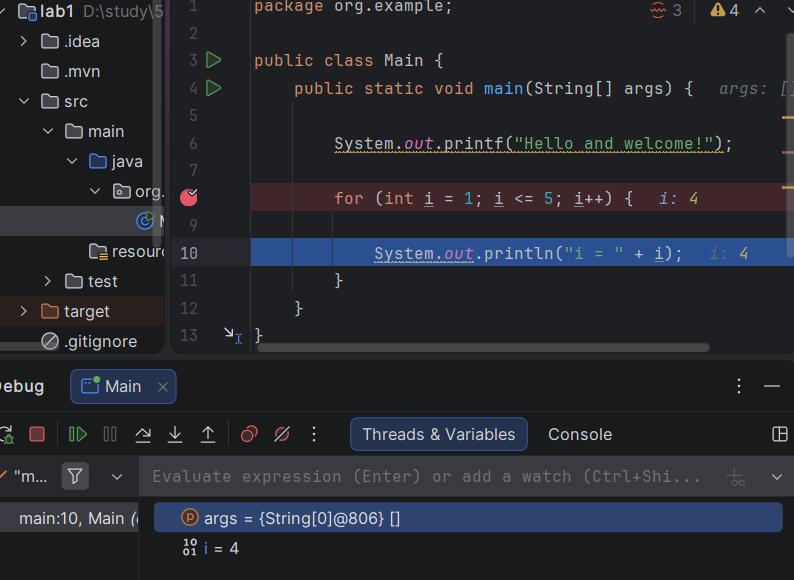 lab1 D:\study\5
.idea
.mvn
src
main
java
org.
M
resour
test
target
.gitignore
3 4
1 package org.example;
2
3 public class Main {
4 public static void main(String[] args) { args: []
5
6 System.out.printf("Hello and welcome!");
7
8 for (int i = 1; i <= 5; i++) { i: 4
9
10 System.out.println("i = " + i); i: 4
11 }
12 }
13 }
ebug Main
Threads & Variables Console
"m... Evaluate expression (Enter) or add a watch (Ctrl+Shi...
main:10, Main
args = {String[0]@806} []
i = 4